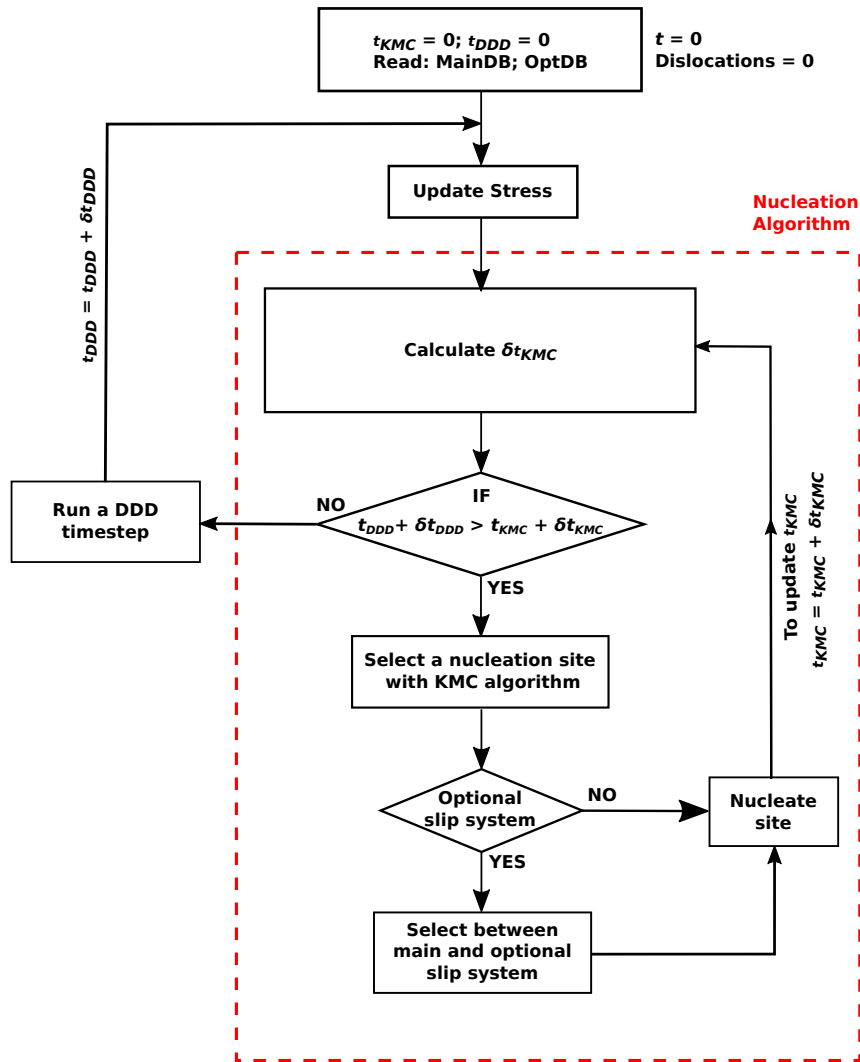 t_KMC = 0; t_DDD = 0
Read: MainDB; OptDB
t = 0
Dislocations = 0
Update Stress
Nucleation
Algorithm
t_DDD = t_DDD + δt_DDD
Calculate δt_KMC
IF
t_DDD + δt_DDD > t_KMC + δt_KMC
NO
YES
Run a DDD
timestep
To update t_KMC
t_KMC = t_KMC + δt_KMC
Select a nucleation site
with KMC algorithm
Optional
slip system
NO
YES
Nucleate
site
Select between
main and optional
slip system